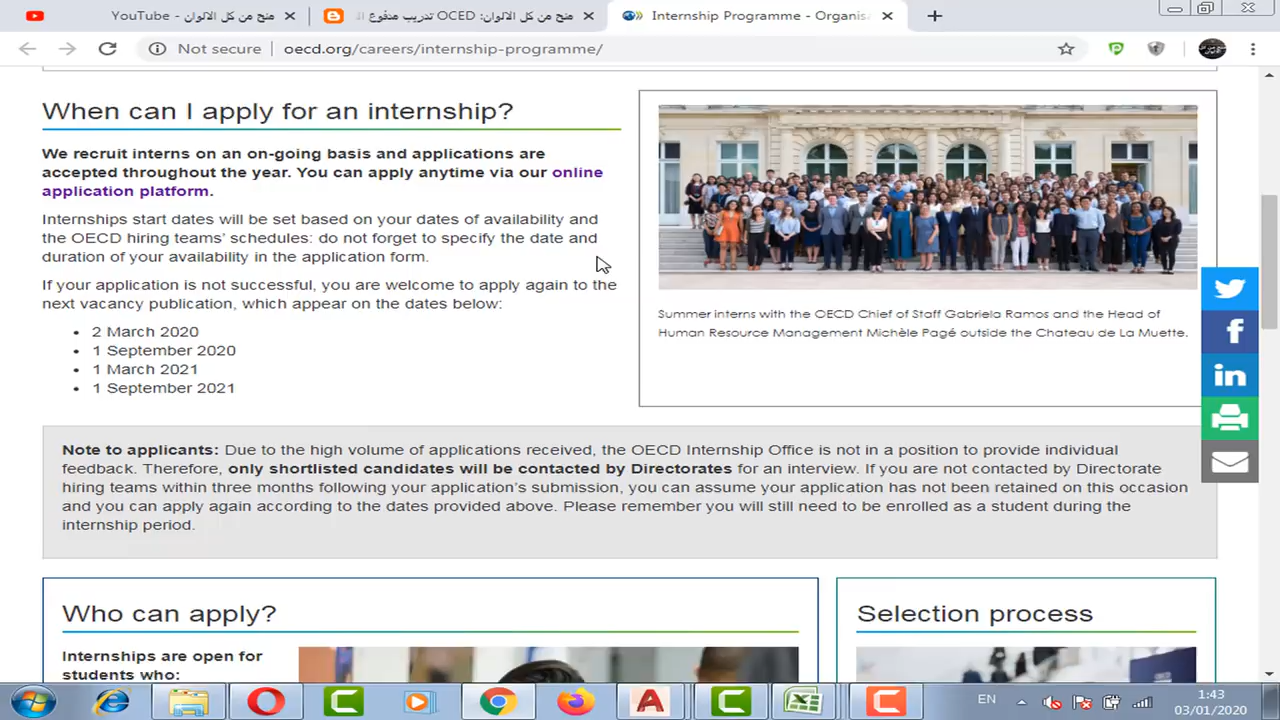 منح من كل الالوان - YouTube
منح من كل الالوان: OCED تدريب مدفوع ال
Internship Programme - Organis
Not secure
oecd.org/careers/internship-programme/
When can I apply for an internship?
We recruit interns on an on-going basis and applications are
accepted throughout the year. You can apply anytime via our online
application platform.
Internships start dates will be set based on your dates of availability and
the OECD hiring teams' schedules: do not forget to specify the date and
duration of your availability in the application form.
If your application is not successful, you are welcome to apply again to the
next vacancy publication, which appear on the dates below:
• 2 March 2020
• 1 September 2020
• 1 March 2021
• 1 September 2021
Summer interns with the OECD Chief of Staff Gabriela Ramos and the Head of
Human Resource Management Michèle Pagé outside the Chateau de La Muette.
Note to applicants: Due to the high volume of applications received, the OECD Internship Office is not in a position to provide individual
feedback. Therefore, only shortlisted candidates will be contacted by Directorates for an interview. If you are not contacted by Directorate
hiring teams within three months following your application's submission, you can assume your application has not been retained on this occasion
and you can apply again according to the dates provided above. Please remember you will still need to be enrolled as a student during the
internship period.
Who can apply?
Internships are open for
students who:
Selection process
EN
1:43
03/01/2020